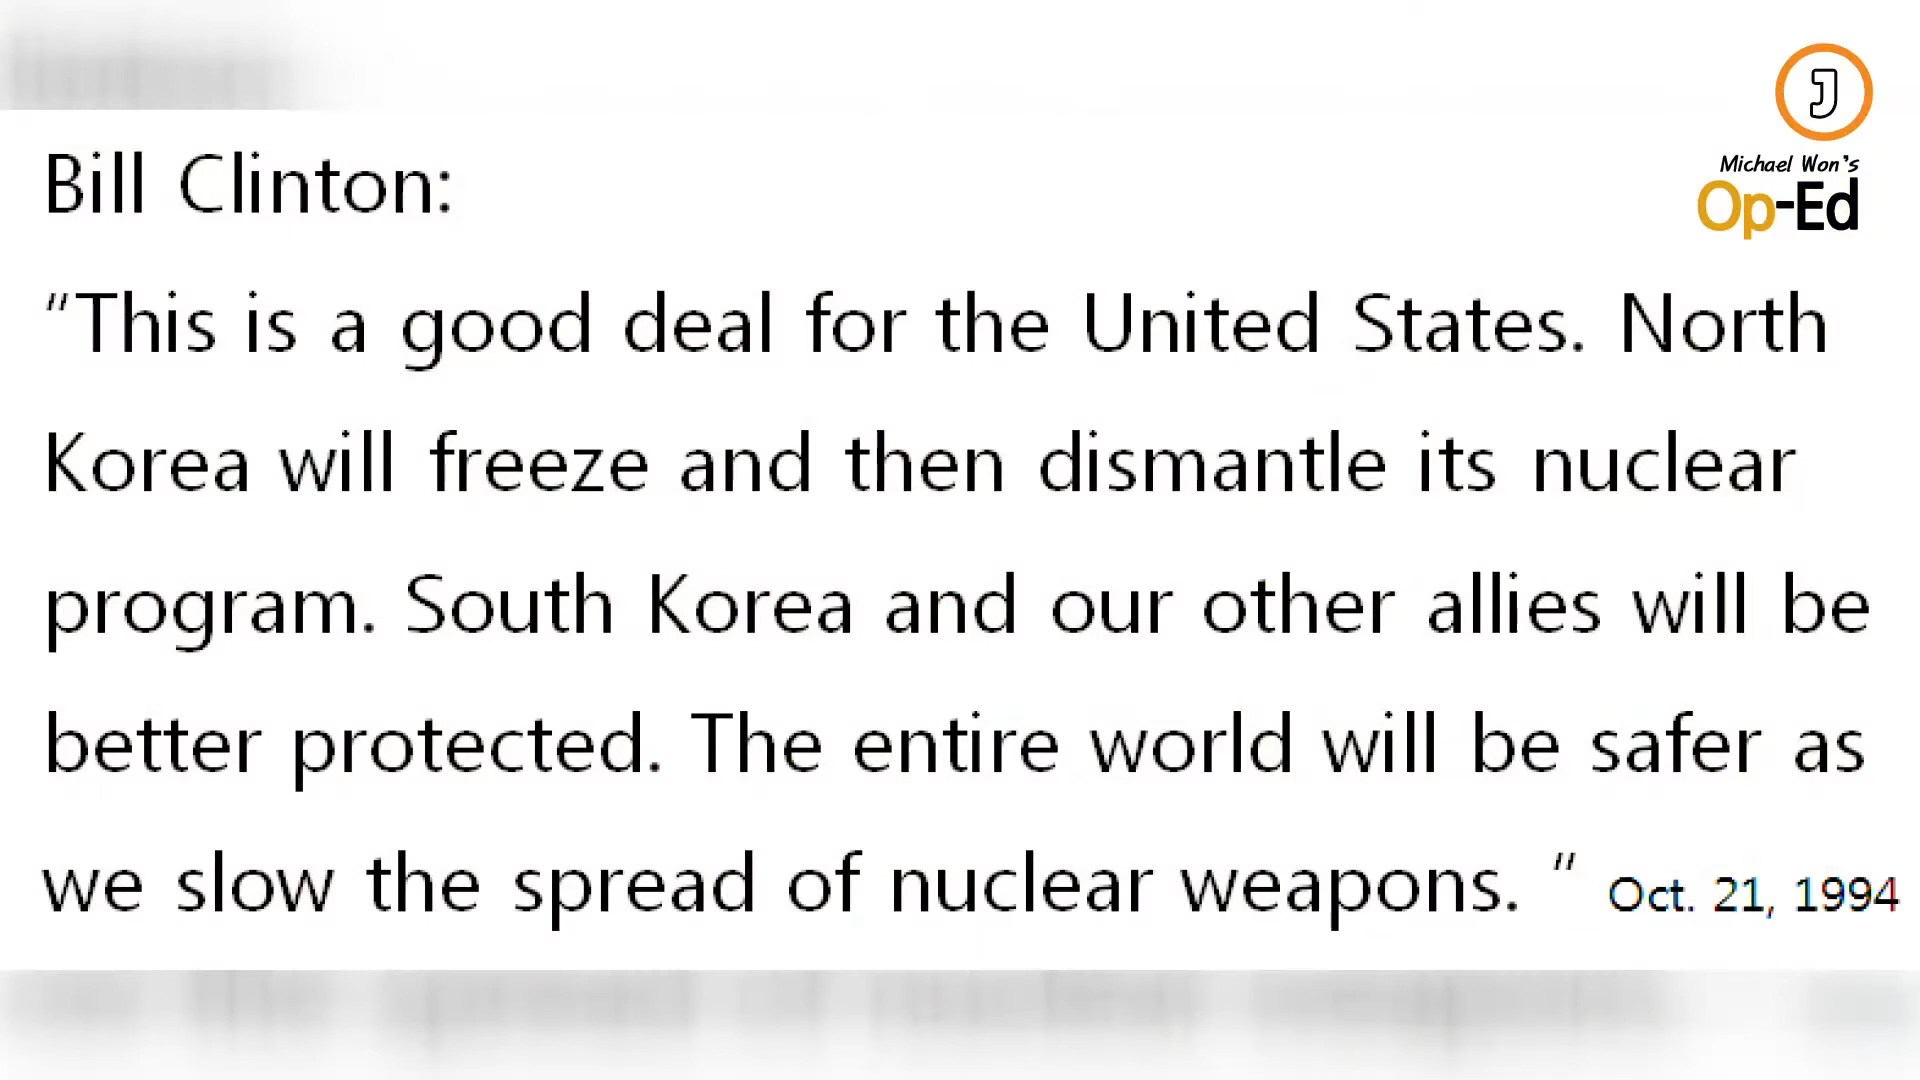 J
Michael Won's
Op-Ed
Bill Clinton:
"This is a good deal for the United States. North
Korea will freeze and then dismantle its nuclear
program. South Korea and our other allies will be
better protected. The entire world will be safer as
we slow the spread of nuclear weapons. " Oct. 21, 1994